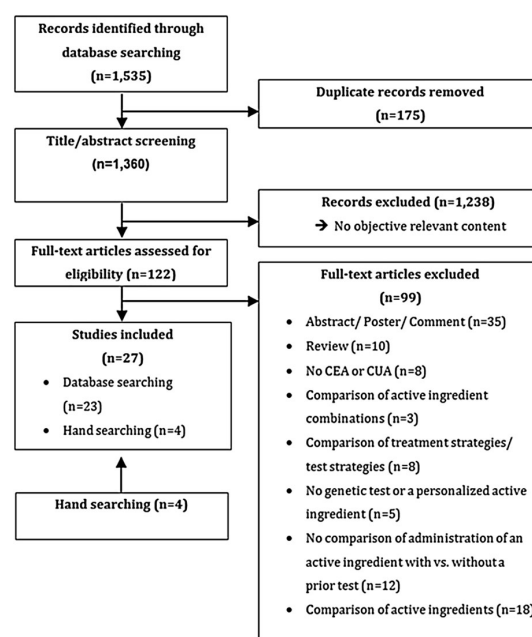 Records identified through
database searching
(n=1,535)
Duplicate records removed
(n=175)
Title/abstract screening
(n=1,360)
Records excluded (n=1,238)
➔ No objective relevant content
Full-text articles assessed for
eligibility (n=122)
Full-text articles excluded
(n=99)
• Abstract/ Poster/ Comment (n=35)
• Review (n=10)
• No CEA or CUA (n=8)
• Comparison of active ingredient
combinations (n=3)
• Comparison of treatment strategies/
test strategies (n=8)
• No genetic test or a personalized active
ingredient (n=5)
• No comparison of administration of an
active ingredient with vs. without a
prior test (n=12)
• Comparison of active ingredients (n=18)
Studies included
(n=27)
• Database searching
(n=23)
• Hand searching (n=4)
Hand searching (n=4)